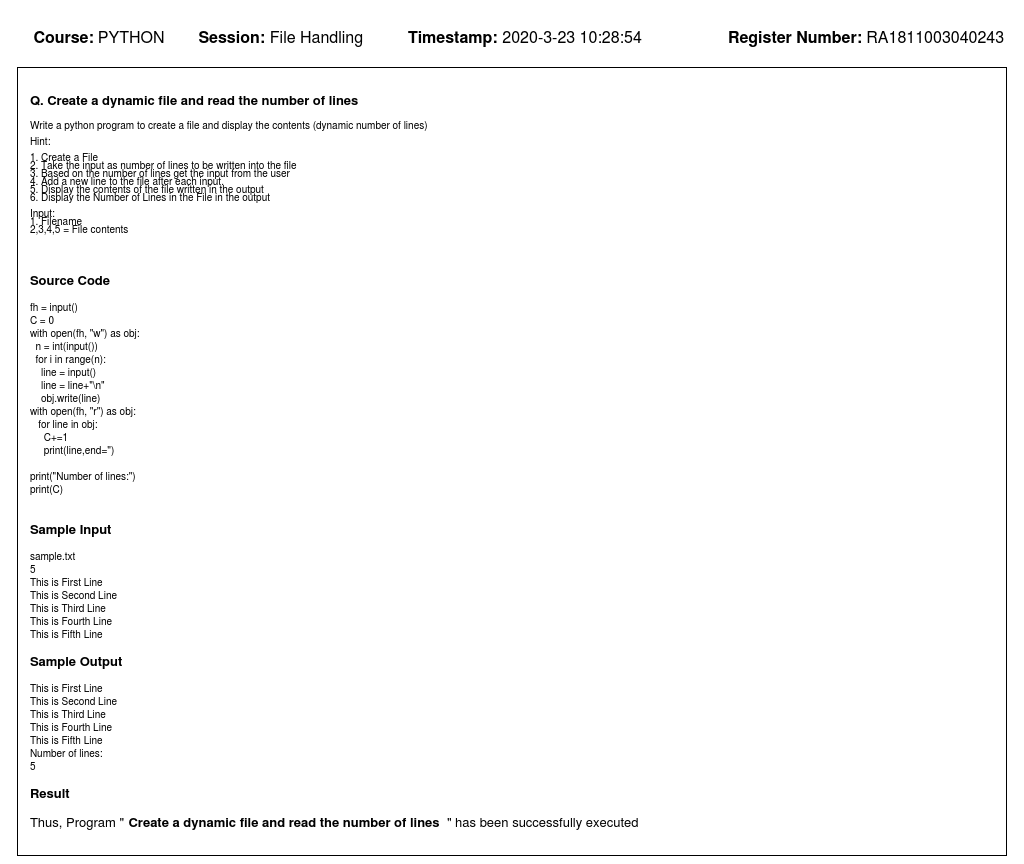 Course: PYTHON Session: File Handling Timestamp: 2020-3-23 10:28:54 Register Number: RA1811003040243
Q. Create a dynamic file and read the number of lines
Write a python program to create a file and display the contents (dynamic number of lines)
Hint:
1. Create a File
2. Take the input as number of lines to be written into the file
3. Based on the number of lines get the input from the user
4. Add a new line to the file after each input.
5. Display the contents of the file written in the output
6. Display the Number of Lines in the File in the output
Input:
1. Filename
2,3,4,5 = File contents
Source Code
fh = input()
C = 0
with open(fh, "w") as obj:
  n = int(input())
  for i in range(n):
    line = input()
    line = line+"\n"
    obj.write(line)
with open(fh, "r") as obj:
   for line in obj:
     C+=1
     print(line,end='')
print("Number of lines:")
print(C)
Sample Input
sample.txt
5
This is First Line
This is Second Line
This is Third Line
This is Fourth Line
This is Fifth Line
Sample Output
This is First Line
This is Second Line
This is Third Line
This is Fourth Line
This is Fifth Line
Number of lines:
5
Result
Thus, Program " Create a dynamic file and read the number of lines " has been successfully executed